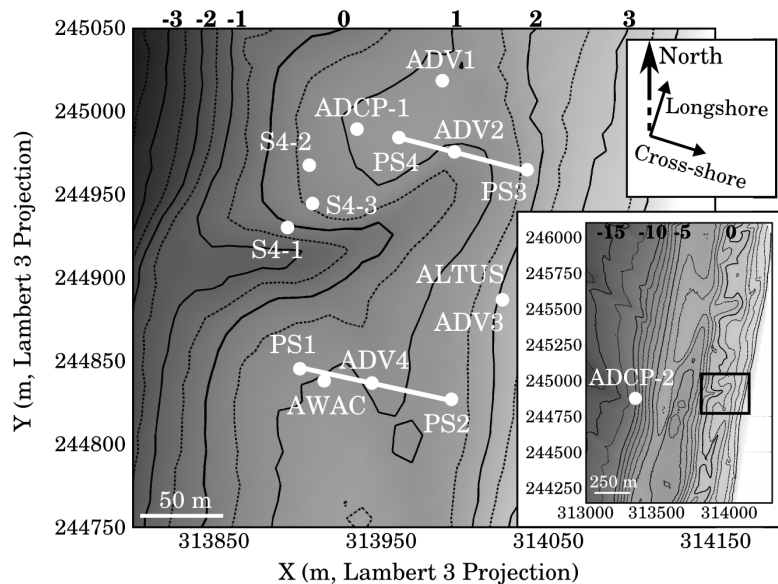 -3 -2 -1 0 1 2 3
245050
245000
244950
244900
244850
244800
244750
Y (m, Lambert 3 Projection)
ADV1
ADCP-1
S4-2
ADV2
PS4
PS3
S4-3
S4-1
ALTUS
ADV3
PS1
ADV4
AWAC
PS2
50 m
313850 313950 314050 314150
X (m, Lambert 3 Projection)
North
Longshore
Cross-shore
-15 -10 -5 0
246000
245750
245500
245250
245000
244750
244500
244250
ADCP-2
250 m
313000 313500 314000